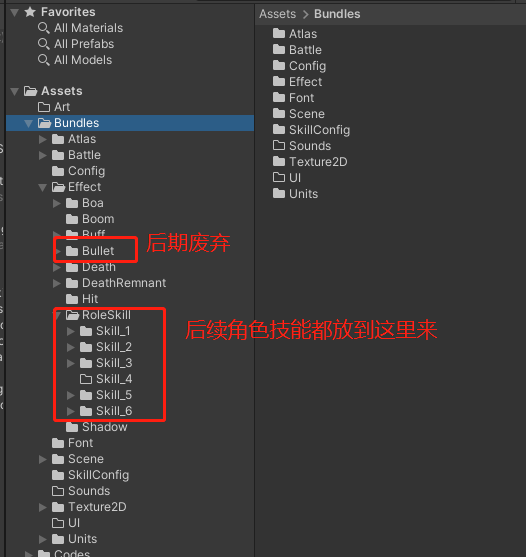 Favorites
All Materials
All Prefabs
All Models
Assets
Art
Bundles
Atlas
Battle
Config
Effect
Boa
Boom
Buff
Bullet
后期废弃
Death
DeathRemnant
Hit
RoleSkill
Skill_1
Skill_2
后续角色技能都放到这里来
Skill_3
Skill_4
Skill_5
Skill_6
Shadow
Font
Scene
SkillConfig
Sounds
Texture2D
UI
Units
Codes
Assets > Bundles
Atlas
Battle
Config
Effect
Font
Scene
SkillConfig
Sounds
Texture2D
UI
Units